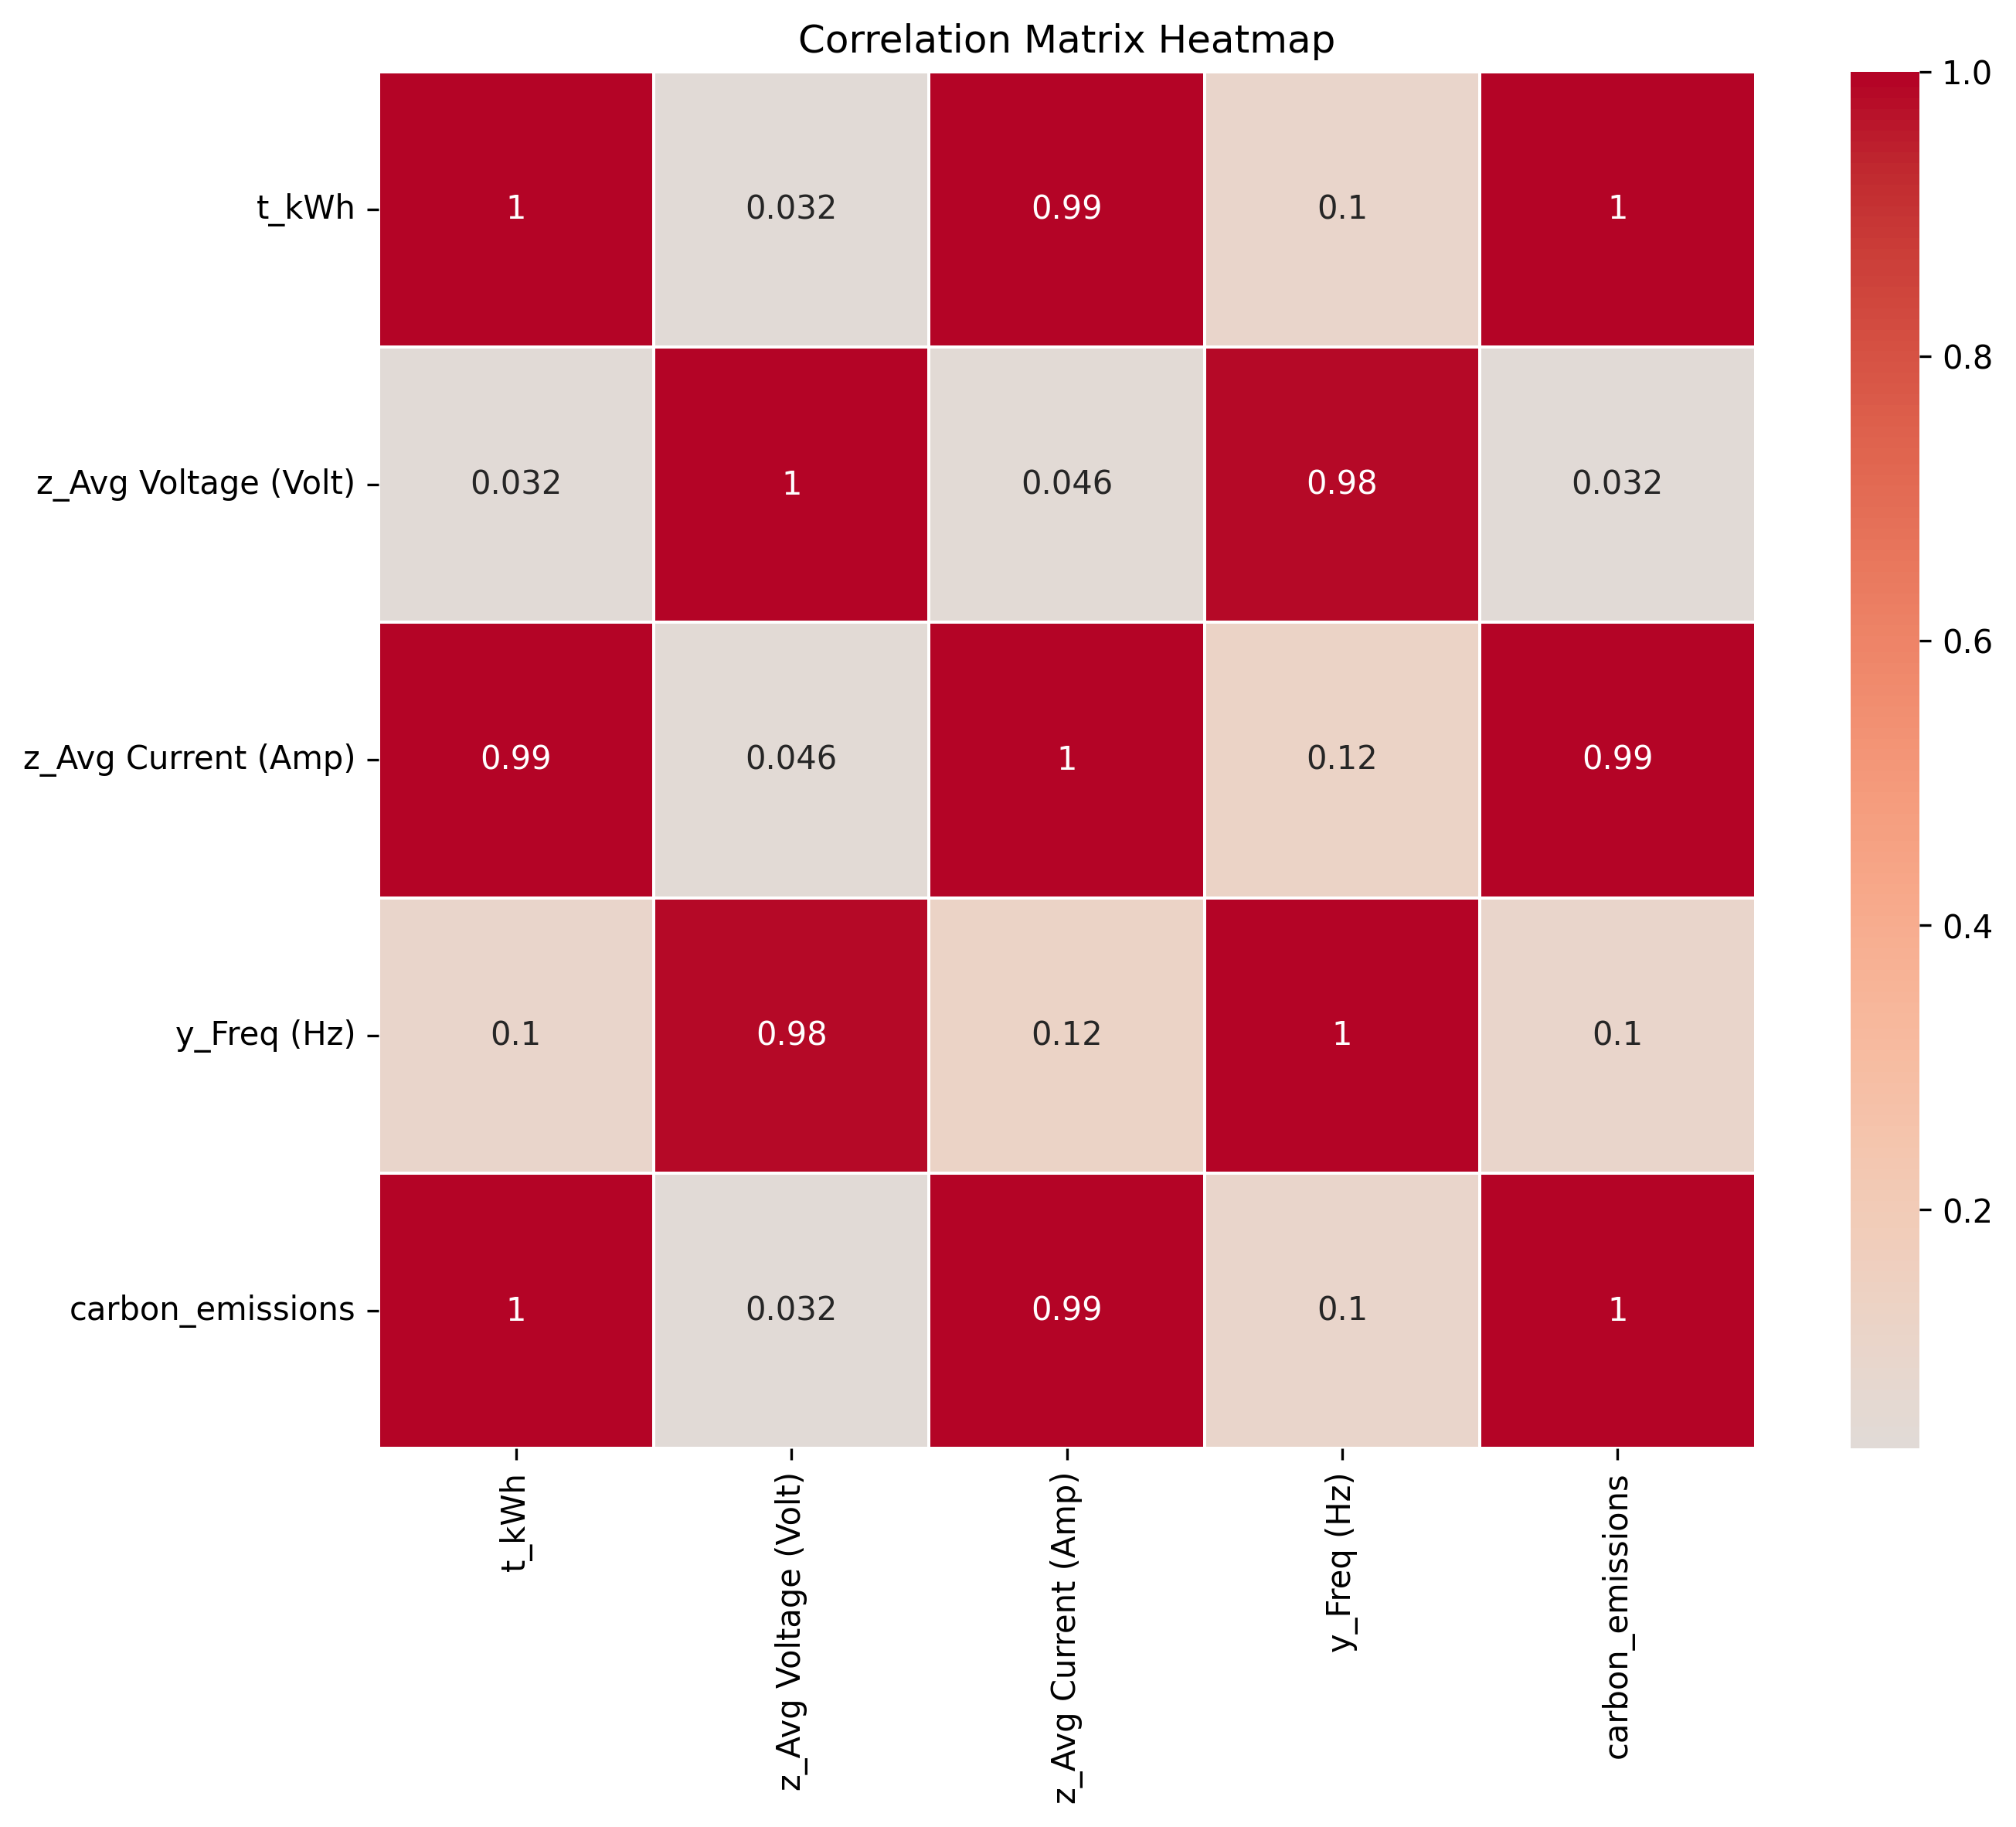 Correlation Matrix Heatmap
t_kWh
1 0.032 0.99 0.1 1
z_Avg Voltage (Volt)
0.032 1 0.046 0.98 0.032
z_Avg Current (Amp)
0.99 0.046 1 0.12 0.99
y_Freq (Hz)
0.1 0.98 0.12 1 0.1
carbon_emissions
1 0.032 0.99 0.1 1
t_kWh
z_Avg Voltage (Volt)
z_Avg Current (Amp)
y_Freq (Hz)
carbon_emissions
1.0
0.8
0.6
0.4
0.2